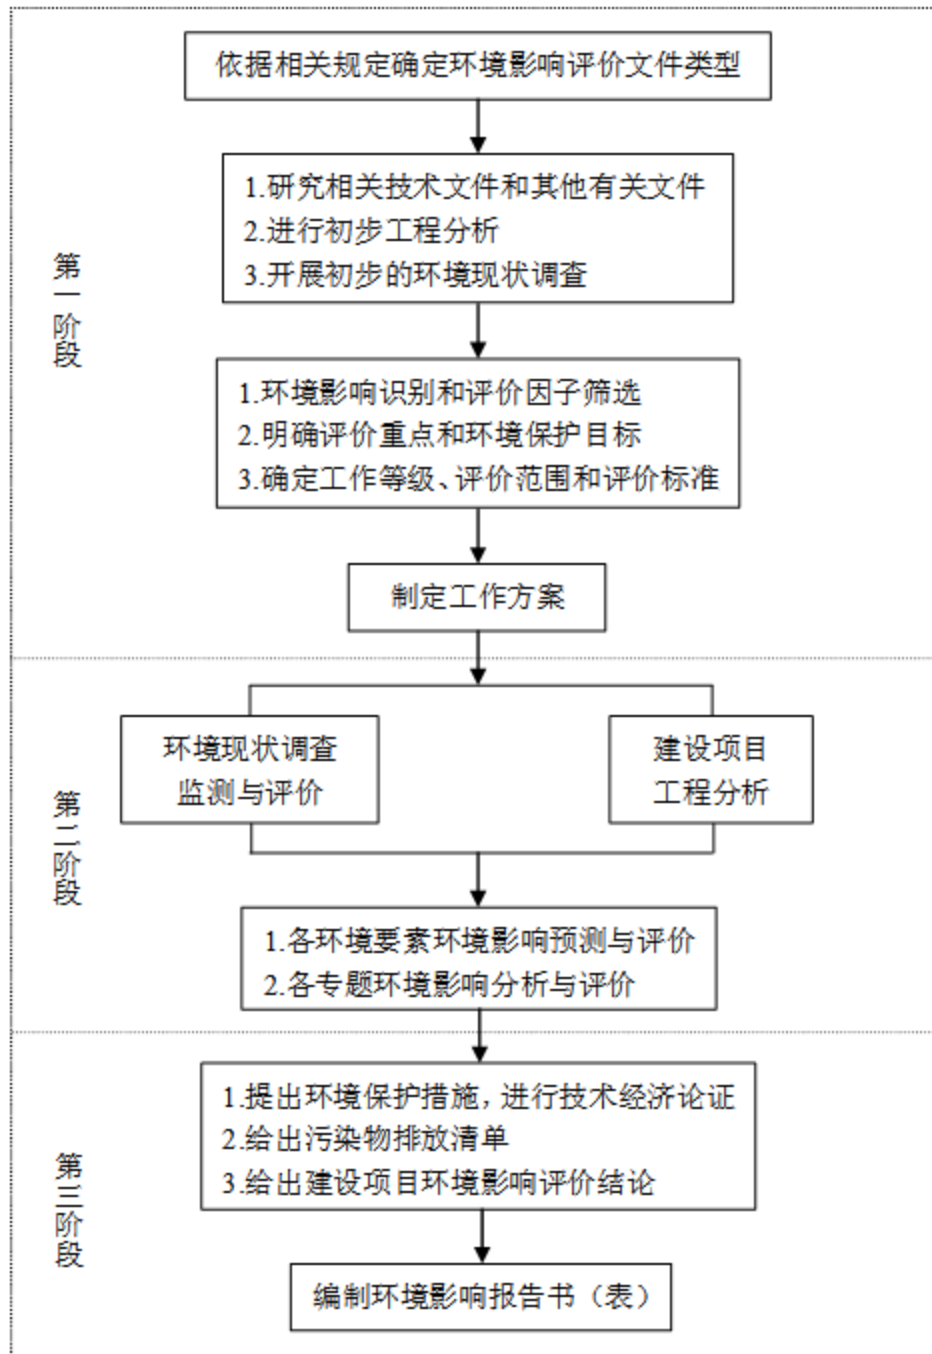 依据相关规定确定环境影响评价文件类型
1.研究相关技术文件和其他有关文件
2.进行初步工程分析
3.开展初步的环境现状调查
第一阶段
1.环境影响识别和评价因子筛选
2.明确评价重点和环境保护目标
3.确定工作等级、评价范围和评价标准
制定工作方案
环境现状调查
监测与评价
建设项目
工程分析
第二阶段
1.各环境要素环境影响预测与评价
2.各专题环境影响分析与评价
1.提出环境保护措施,进行技术经济论证
2.给出污染物排放清单
3.给出建设项目环境影响评价结论
第三阶段
编制环境影响报告书（表）